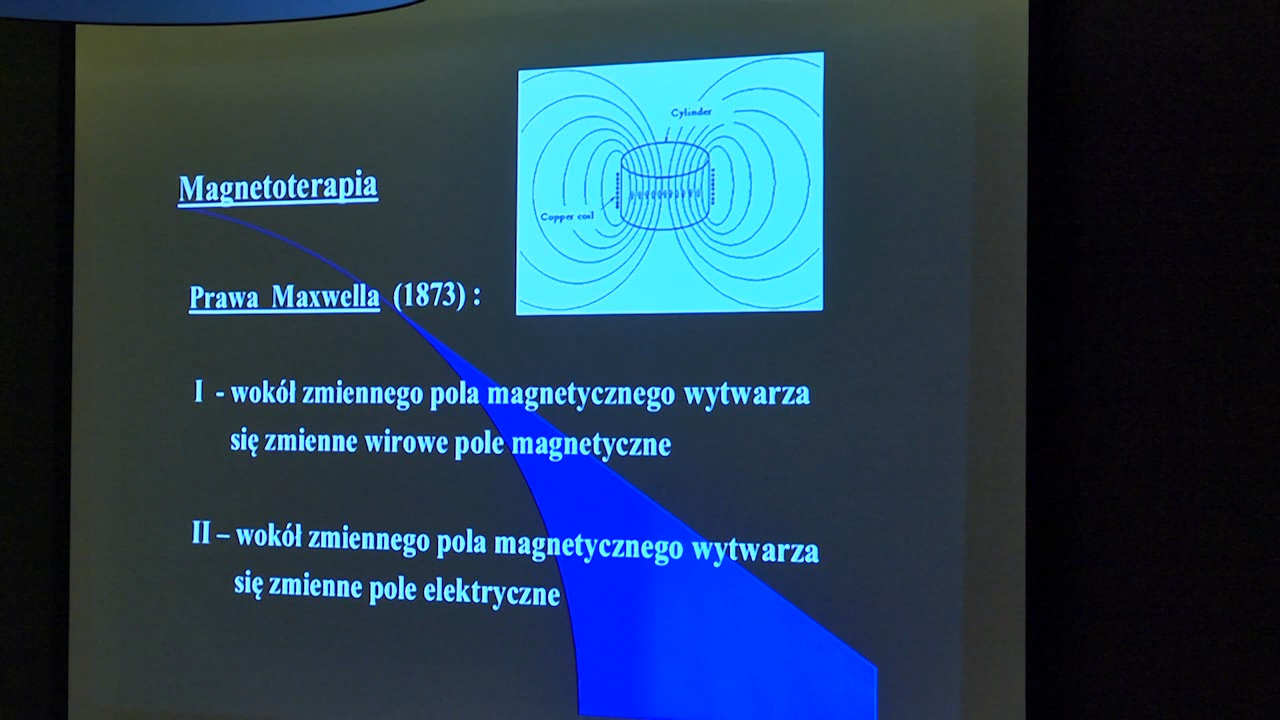 Cylinder
Copper coil
Magnetoterapia
Prawa Maxwella (1873) :
I - wokół zmiennego pola magnetycznego wytwarza
się zmienne wirowe pole magnetyczne
II – wokół zmiennego pola magnetycznego wytwarza
się zmienne pole elektryczne